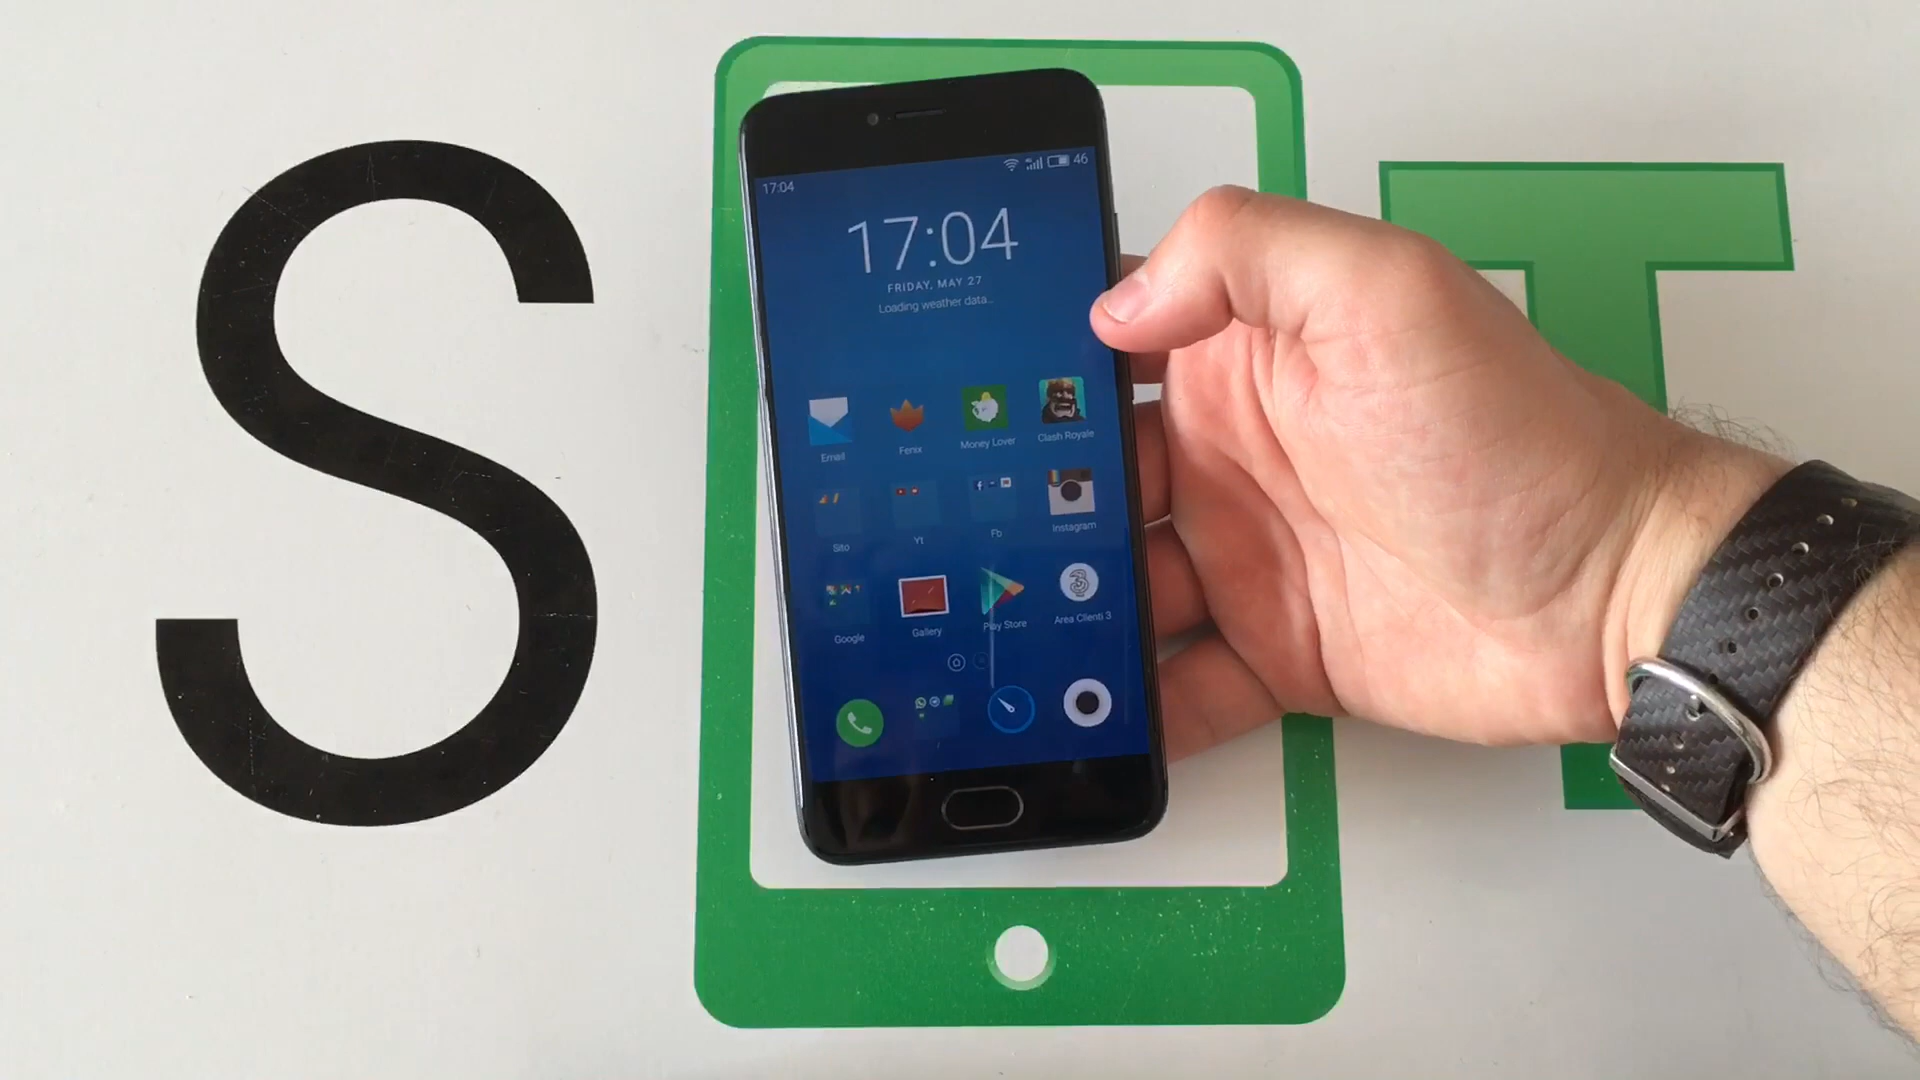 S T
46
17:04
17:04
FRIDAY, MAY 27
Loading weather data...
Email Fenix Money Lover Clash Royale
Sito Yt Fb Instagram
Google Gallery Play Store Area Clienti 3